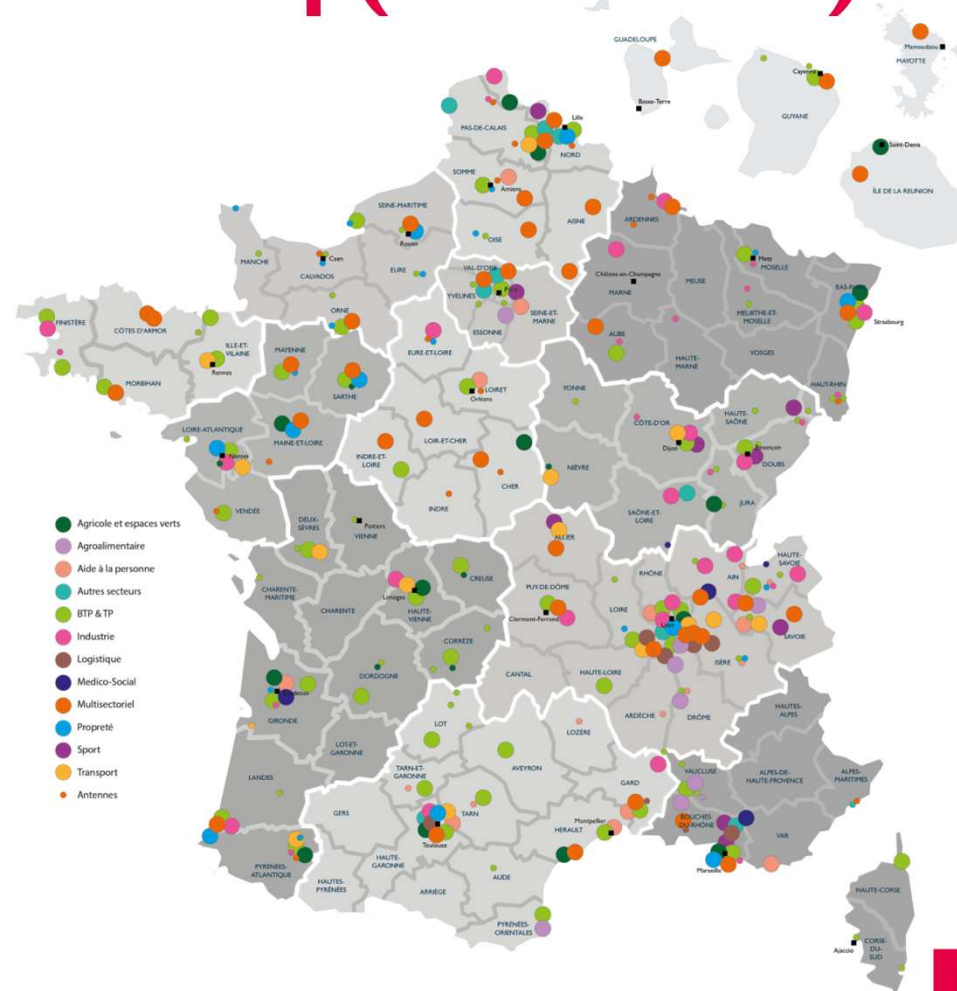 GUADELOUPE
Basse-Terre
Cayenne
GUYANE
Mamoudzou
MAYOTTE
Saint-Denis
ÎLE DE LA REUNION
PAS-DE-CALAIS
Lille
NORD
SOMME
Amiens
AISNE
OISE
SEINE-MARITIME
Rouen
MANCHE
Caen
CALVADOS
EURE
ORNE
ARDENNES
Châlons-en-Champagne
MARNE
MEUSE
Metz
MOSELLE
MEURTHE-ET-
MOSELLE
Strasbourg
VAL-D'OISE
YVELINES
ESSONNE
SEINE-ET-
MARNE
AUBE
HAUTE-
MARNE
VOSGES
HAUT-RHIN
FINISTÈRE
CÔTES D'ARMOR
ILLE-ET-
VILAINE
Rennes
MORBIHAN
MAYENNE
SARTHE
EURE-ET-LOIRE
LOIRET
Orléans
YONNE
CÔTE-D'OR
Dijon
HAUTE-
SAÔNE
Besançon
DOUBS
LOIRE-ATLANTIQUE
Nantes
MAINE-ET-LOIRE
INDRE-ET-
LOIRE
LOIR-ET-CHER
CHER
INDRE
NIÈVRE
SAÔNE-ET-
LOIRE
JURA
VENDÉE
DEUX-
SÈVRES
Poitiers
VIENNE
Agricole et espaces verts
Agroalimentaire
Aide à la personne
Autres secteurs
BTP & TP
Industrie
Logistique
Medico-Social
Multisectoriel
Propreté
Sport
Transport
Antennes
CHARENTE-
MARITIME
CHARENTE
Limoges
HAUTE-
VIENNE
CREUSE
CORRÈZE
DORDOGNE
GIRONDE
LOT-ET-
GARONNE
LANDES
PYRÉNÉES-
ATLANTIQUE
ALLIER
PUY-DE-DÔME
Clermont-Ferrand
CANTAL
HAUTE-LOIRE
LOIRE
RHÔNE
AIN
HAUTE-
SAVOIE
Lyon
SAVOIE
ISÈRE
ARDÈCHE
DRÔME
LOT
TARN-ET-
GARONNE
AVEYRON
LOZÈRE
GARD
GERS
TARN
Toulouse
HAUTE-
GARONNE
HAUTES-
PYRÉNÉES
ARRIÈGE
HERAULT
Montpellier
AUDE
PYRÉNÉES-
ORIENTALES
HAUTES-
ALPES
VAUCLUSE
ALPES-DE-
HAUTE-PROVENCE
ALPES-
MARITIMES
BOUCHES-
DU-RHÔNE
VAR
Marseille
HAUTE-CORSE
Ajaccio
CORSE-
DU-
SUD